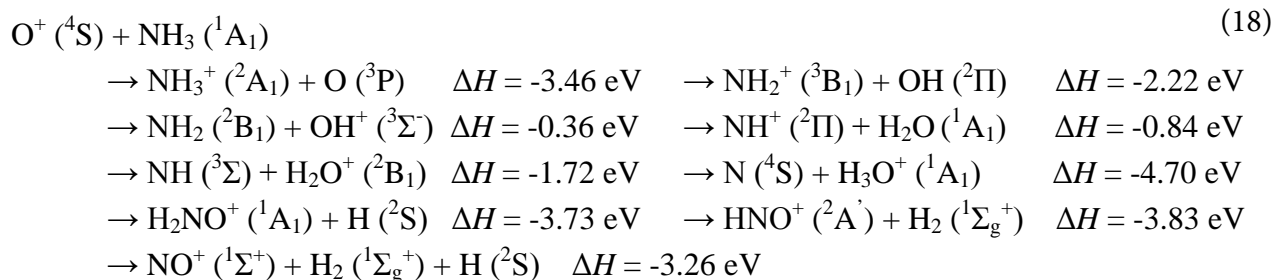 (18)
O⁺ (⁴S) + NH₃ (¹A₁)
→ NH₃⁺ (²A₁) + O (³P) ΔH = -3.46 eV → NH₂⁺ (³B₁) + OH (²Π) ΔH = -2.22 eV
→ NH₂ (²B₁) + OH⁺ (³Σ⁻) ΔH = -0.36 eV → NH⁺ (²Π) + H₂O (¹A₁) ΔH = -0.84 eV
→ NH (³Σ) + H₂O⁺ (²B₁) ΔH = -1.72 eV → N (⁴S) + H₃O⁺ (¹A₁) ΔH = -4.70 eV
→ H₂NO⁺ (¹A₁) + H (²S) ΔH = -3.73 eV → HNO⁺ (²A’) + H₂ (¹Σg⁺) ΔH = -3.83 eV
→ NO⁺ (¹Σ⁺) + H₂ (¹Σg⁺) + H (²S) ΔH = -3.26 eV